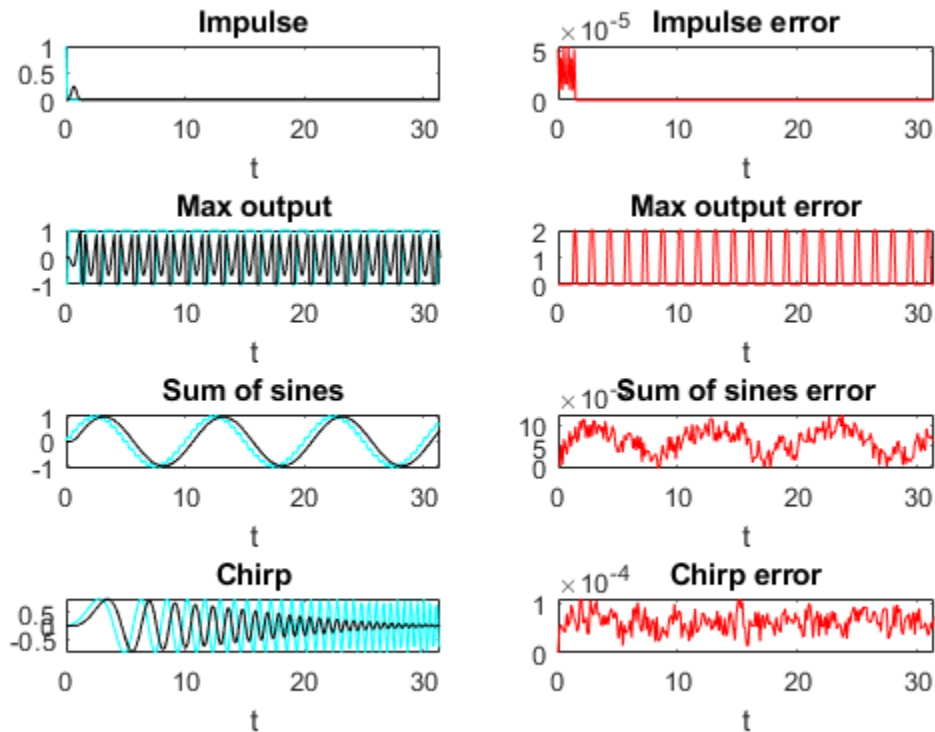 Impulse
1
0.5
0
0 10 20 30
t
Impulse error
× 10-5
5
0
0 10 20 30
t
Max output
1
0
-1
0 10 20 30
t
Max output error
2
1
0
0 10 20 30
t
Sum of sines
1
0
-1
0 10 20 30
t
Sum of sines error
× 10
10
5
0
0 10 20 30
t
Chirp
0.5
0
-0.5
0 10 20 30
t
Chirp error
× 10-4
1
0
0 10 20 30
t